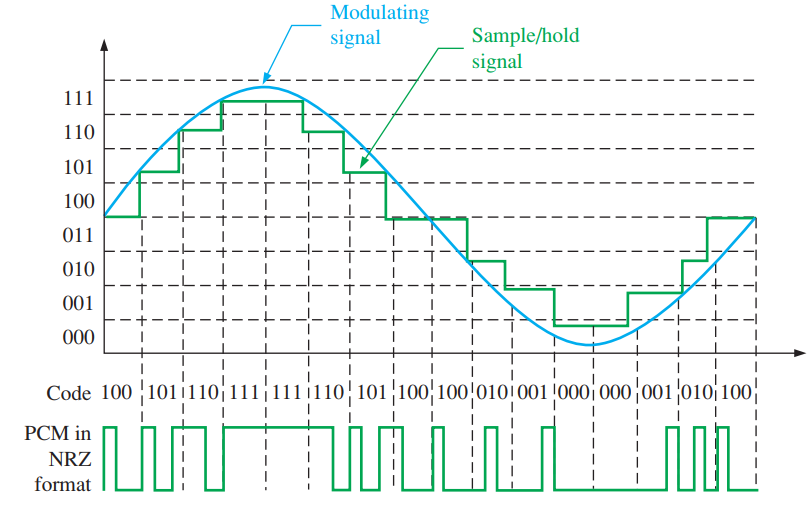 Modulating
signal
Sample/hold
signal
111
110
101
100
011
010
001
000
Code 100 101 110 111 111 110 101 100 100 010 001 000 000 001 010 100
PCM in
NRZ
format